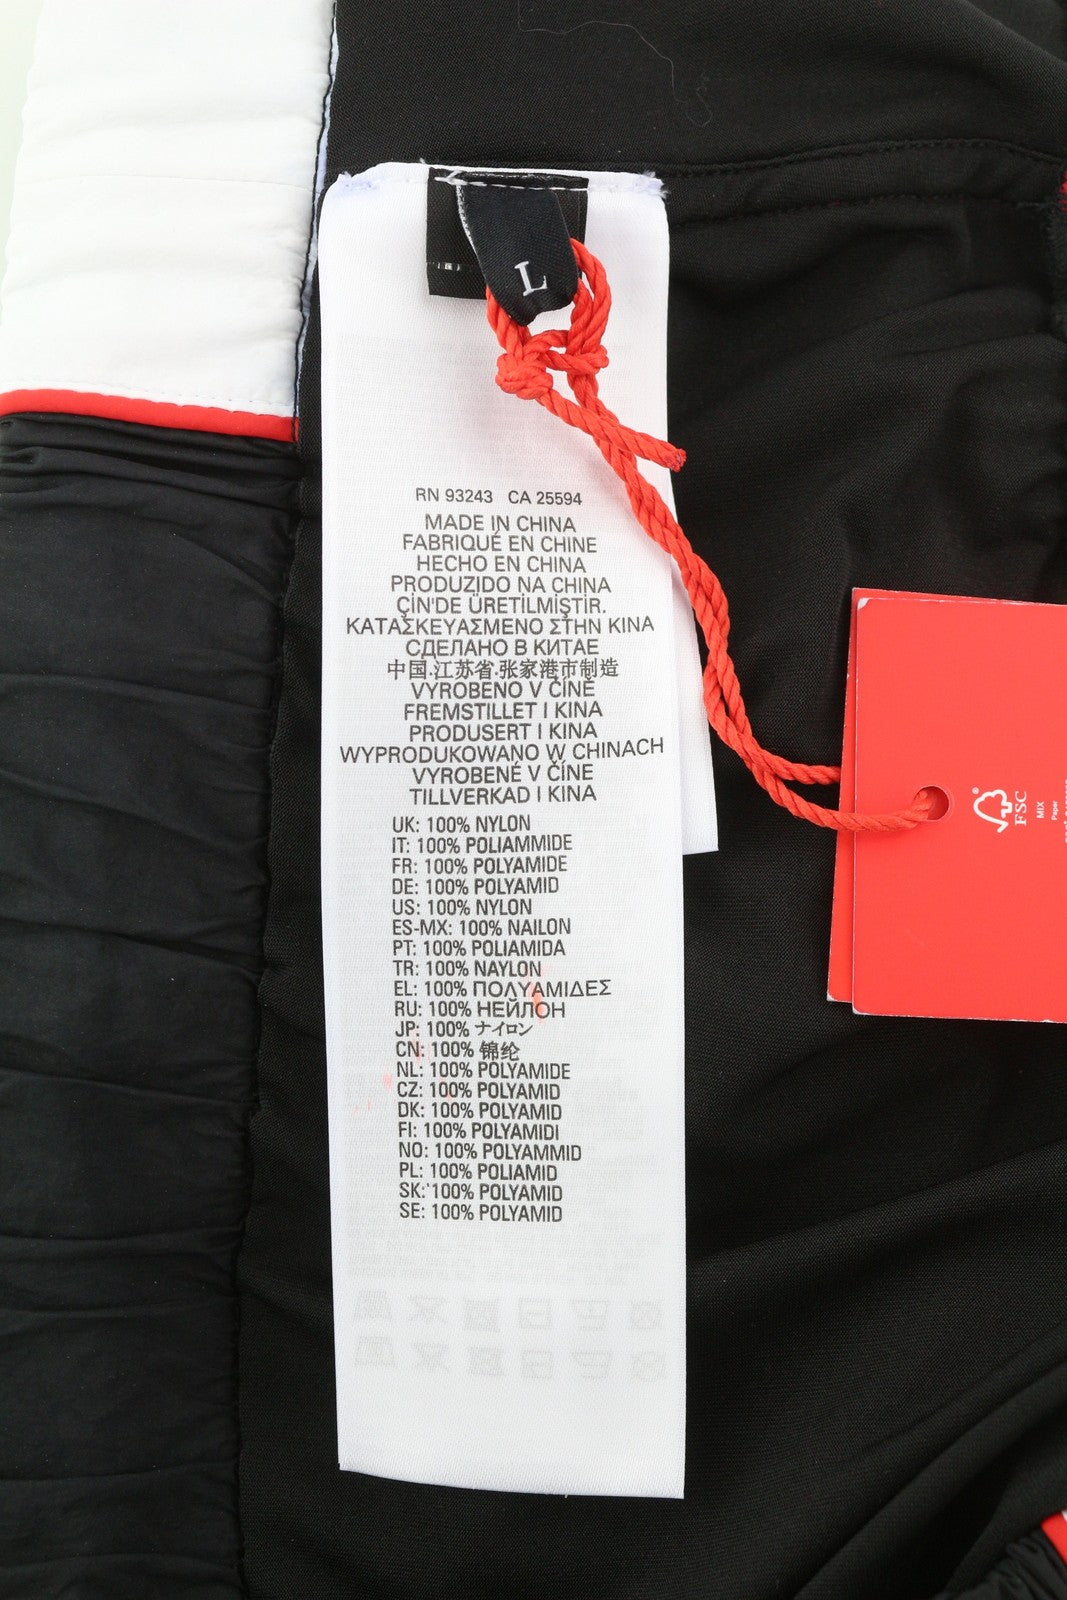 L
RN 93243 CA 25594
MADE IN CHINA
FABRIQUÉ EN CHINE
HECHO EN CHINA
PRODUZIDO NA CHINA
ÇİN'DE ÜRETİLMİŞTİR.
ΚΑΤΑΣΚΕΥΑΣΜΕΝΟ ΣΤΗΝ ΚΙΝΑ
СДЕЛАНО В КИТАЕ
中国.江苏省.张家港市制造
VYROBENO V ČÍNĚ
FREMSTILLET I KINA
PRODUSERT I KINA
WYPRODUKOWANO W CHINACH
VYROBENÉ V ČÍNE
TILLVERKAD I KINA
UK: 100% NYLON
IT: 100% POLIAMMIDE
FR: 100% POLYAMIDE
DE: 100% POLYAMID
US: 100% NYLON
ES-MX: 100% NAILON
PT: 100% POLIAMIDA
TR: 100% NAYLON
EL: 100% ΠΟΛΥΑΜΙΔΕΣ
RU: 100% НЕЙЛОН
JP: 100% ナイロン
CN: 100% 锦纶
NL: 100% POLYAMIDE
CZ: 100% POLYAMID
DK: 100% POLYAMID
FI: 100% POLYAMIDI
NO: 100% POLYAMMID
PL: 100% POLIAMID
SK: 100% POLYAMID
SE: 100% POLYAMID
FSC
MIX
Paper